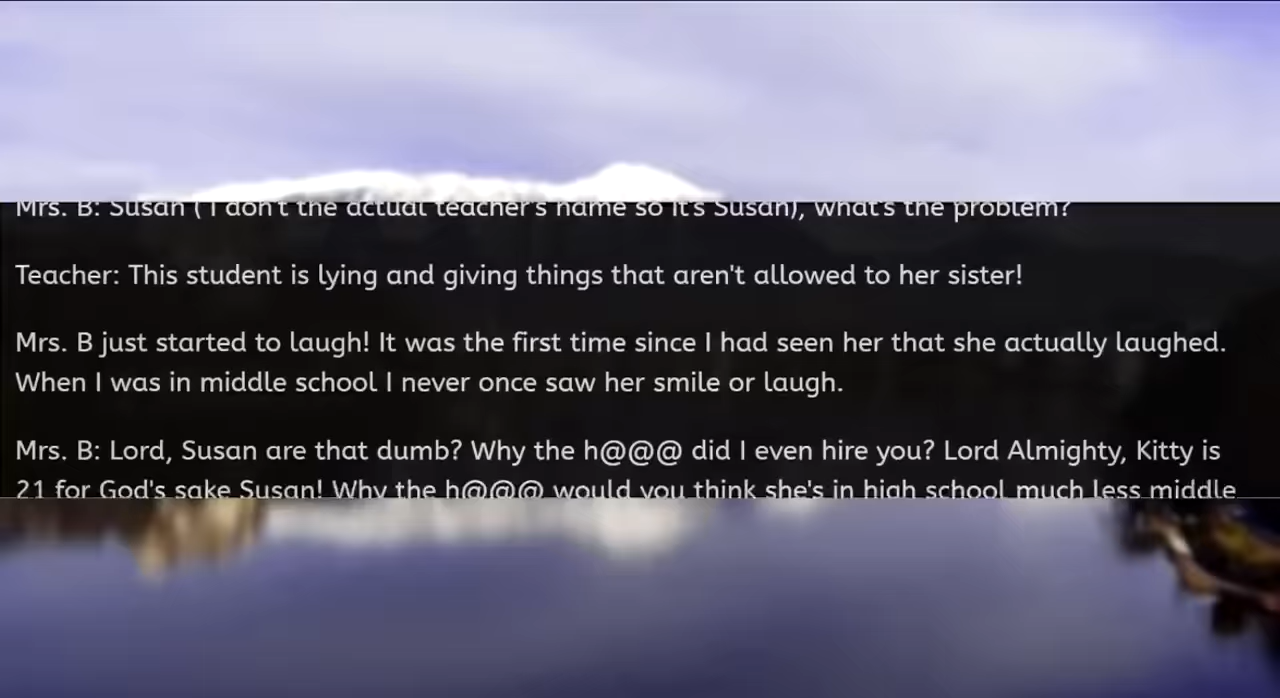 Mrs. B: Susan ( I don't the actual teacher's name so it's Susan), what's the problem?
Teacher: This student is lying and giving things that aren't allowed to her sister!
Mrs. B just started to laugh! It was the first time since I had seen her that she actually laughed.
When I was in middle school I never once saw her smile or laugh.
Mrs. B: Lord, Susan are that dumb? Why the h@@@ did I even hire you? Lord Almighty, Kitty is
21 for God's sake Susan! Why the h@@@ would you think she's in high school much less middle